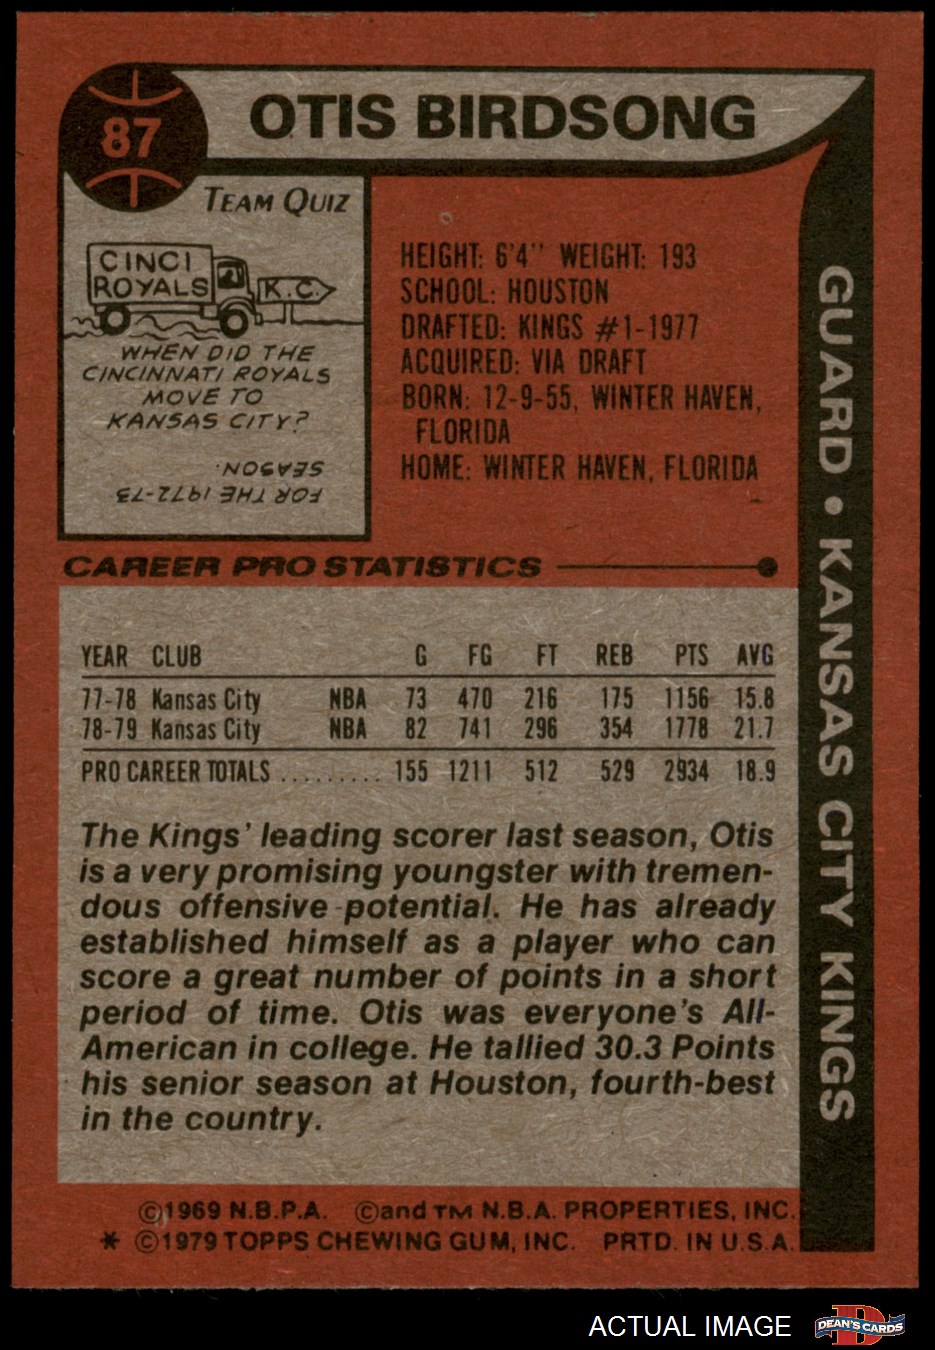 87
OTIS BIRDSONG
TEAM QUIZ
CINCI
ROYALS
K.C.
WHEN DID THE
CINCINNATI ROYALS
MOVE TO
KANSAS CITY?
FOR THE 1972-73
SEASON.
HEIGHT: 6'4" WEIGHT: 193
SCHOOL: HOUSTON
DRAFTED: KINGS #1-1977
ACQUIRED: VIA DRAFT
BORN: 12-9-55, WINTER HAVEN,
FLORIDA
HOME: WINTER HAVEN, FLORIDA
GUARD • KANSAS CITY KINGS
CAREER PRO STATISTICS
YEAR CLUB G FG FT REB PTS AVG
77-78 Kansas City NBA 73 470 216 175 1156 15.8
78-79 Kansas City NBA 82 741 296 354 1778 21.7
PRO CAREER TOTALS ......... 155 1211 512 529 2934 18.9
The Kings' leading scorer last season, Otis
is a very promising youngster with tremen-
dous offensive potential. He has already
established himself as a player who can
score a great number of points in a short
period of time. Otis was everyone's All-
American in college. He tallied 30.3 Points
his senior season at Houston, fourth-best
in the country.
©1969 N.B.P.A. ©and TM N.B.A. PROPERTIES, INC.
* ©1979 TOPPS CHEWING GUM, INC. PRTD. IN U.S.A.
ACTUAL IMAGE
D
DEAN'S CARDS